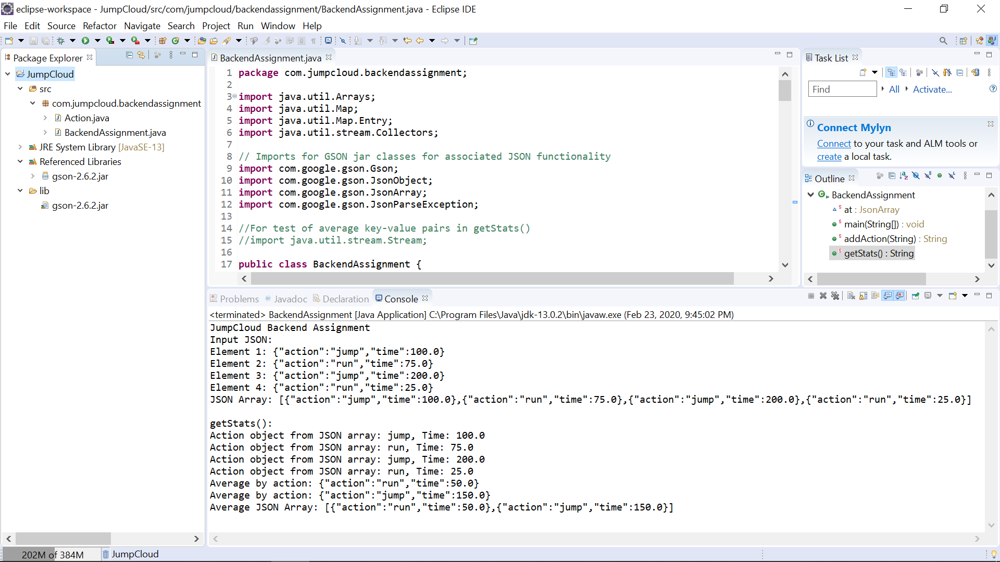 eclipse-workspace - JumpCloud/src/com/jumpcloud/backendassignment/BackendAssignment.java - Eclipse IDE
File Edit Source Refactor Navigate Search Project Run Window Help
Package Explorer
JumpCloud
src
com.jumpcloud.backendassignment
Action.java
BackendAssignment.java
JRE System Library [JavaSE-13]
Referenced Libraries
gson-2.6.2.jar
lib
gson-2.6.2.jar
BackendAssignment.java
1 package com.jumpcloud.backendassignment;
2
3 import java.util.Arrays;
4 import java.util.Map;
5 import java.util.Map.Entry;
6 import java.util.stream.Collectors;
7
8 // Imports for GSON jar classes for associated JSON functionality
9 import com.google.gson.Gson;
10 import com.google.gson.JsonObject;
11 import com.google.gson.JsonArray;
12 import com.google.gson.JsonParseException;
13
14 //For test of average key-value pairs in getStats()
15 //import java.util.stream.Stream;
16
17 public class BackendAssignment {
Task List
Find All Activate...
Connect Mylyn
Connect to your task and ALM tools or
create a local task.
Outline
BackendAssignment
at : JsonArray
main(String[]) : void
addAction(String) : String
getStats() : String
Problems Javadoc Declaration Console
<terminated> BackendAssignment [Java Application] C:\Program Files\Java\jdk-13.0.2\bin\javaw.exe (Feb 23, 2020, 9:45:02 PM)
JumpCloud Backend Assignment
Input JSON:
Element 1: {"action":"jump","time":100.0}
Element 2: {"action":"run","time":75.0}
Element 3: {"action":"jump","time":200.0}
Element 4: {"action":"run","time":25.0}
JSON Array: [{"action":"jump","time":100.0},{"action":"run","time":75.0},{"action":"jump","time":200.0},{"action":"run","time":25.0}]
getStats():
Action object from JSON array: jump, Time: 100.0
Action object from JSON array: run, Time: 75.0
Action object from JSON array: jump, Time: 200.0
Action object from JSON array: run, Time: 25.0
Average by action: {"action":"run","time":50.0}
Average by action: {"action":"jump","time":150.0}
Average JSON Array: [{"action":"run","time":50.0},{"action":"jump","time":150.0}]
202M of 384M JumpCloud